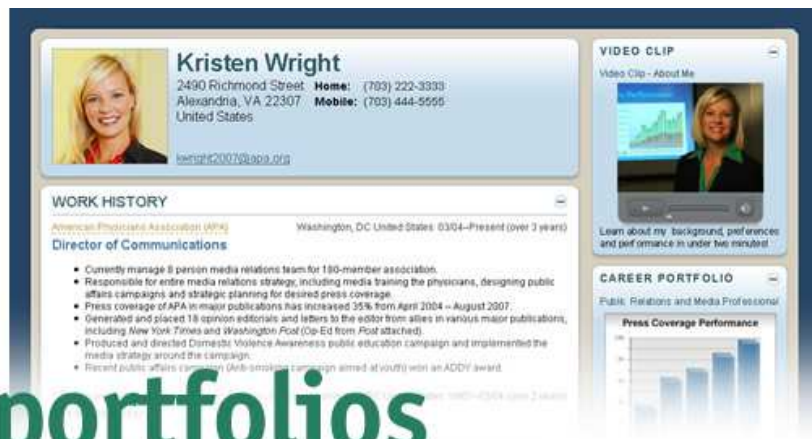 Kristen Wright
2490 Richmond Street Home: (703) 222-3333
Alexandria, VA 22307 Mobile: (703) 444-5555
United States
kwright2007@apa.org
WORK HISTORY
American Physicians Association (APA) Washington, DC United States 03/04–Present (over 3 years)
Director of Communications
• Currently manage 8 person media relations team for 180-member association.
• Responsible for entire media relations strategy, including media training the physicians, designing public
affairs campaigns and strategic planning for desired press coverage.
• Press coverage of APA in major publications has increased 35% from April 2004 – August 2007.
• Generated and placed 18 opinion editorials and letters to the editor from allies in various major publications,
including New York Times and Washington Post (Op-Ed from Post attached).
• Produced and directed Domestic Violence Awareness public education campaign and implemented the
media strategy around the campaign.
• Recent public affairs campaign (Anti-smoking campaign aimed at youth) won an ADDY award.
portfolios
VIDEO CLIP
Video Clip - About Me
Learn about my background, preferences
and performance in under two minutes!
CAREER PORTFOLIO
Public Relations and Media Professional
Press Coverage Performance